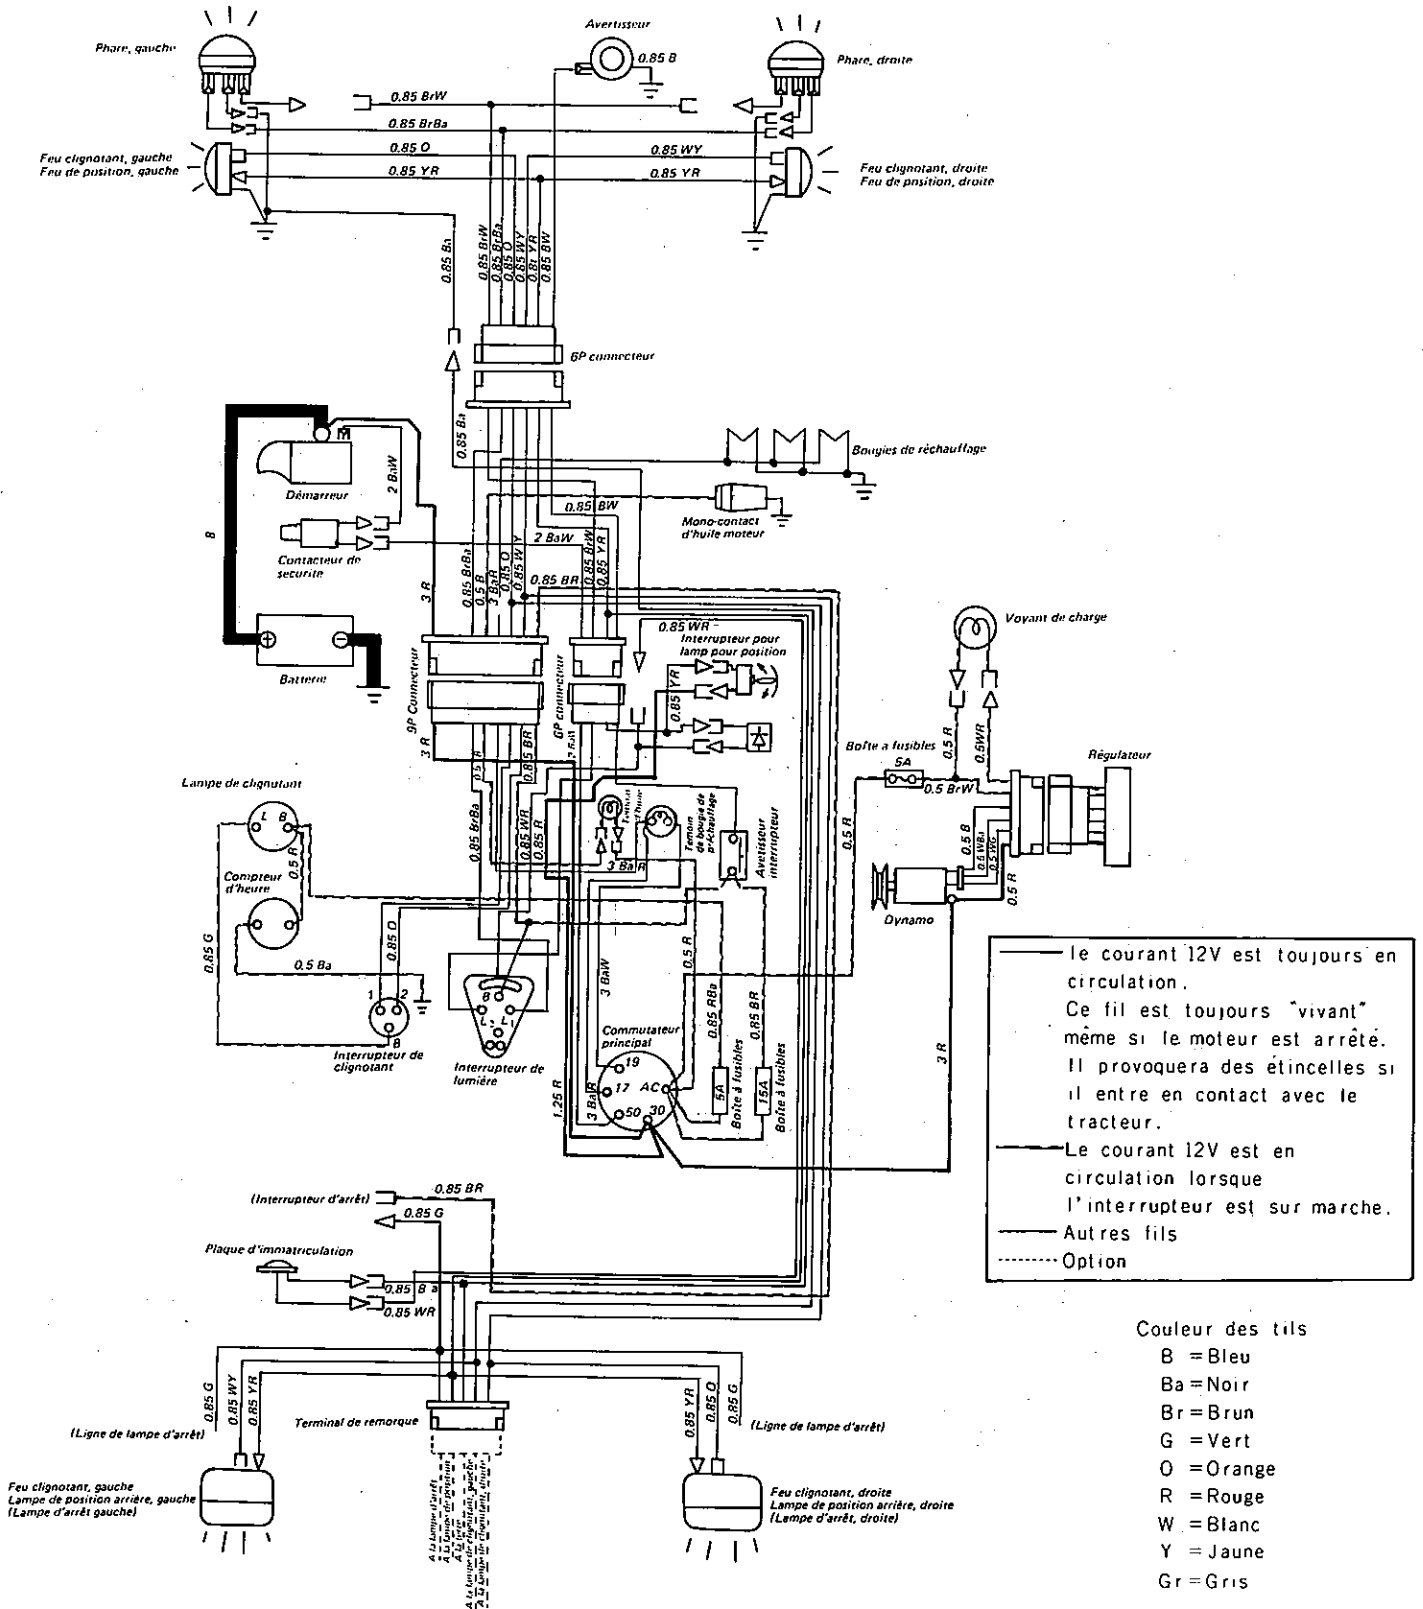 Phare, gauche
Avertisseur
0.85 B
Phare, droite
0.85 BrW
0.85 BrBa
0.85 O
0.85 WY
Feu clignotant, gauche
Feu de position, gauche
0.85 YR
0.85 YR
Feu clignotant, droite
Feu de position, droite
0.85 Ba
0.85 BrW
0.85 BrBa
0.85 O
0.85 WY
0.85 BW
6P connecteur
0.85 Ba
M
Démarreur
2 BaW
Bougies de réchauffage
Mono-contact
d'huile moteur
B
Contacteur de
securite
2 BaW
0.85 BW
0.85 BrW
0.85 YR
0.85 BrBa
0.5 B
3 BaR
0.85 O
0.85 W Y
0.85 BR
3 R
Batterie
0.85 WR
Interrupteur pour
lamp pour position
Voyant de charge
9P Connecteur
6P connecteur
0.85 YR
3 R
0.85 BR
0.5 R
0.5WR
Boîte a fusibles
5A
0.5 BrW
Régulateur
Lampe de clignotant
L B
0.5 R
Compteur
d'heure
0.85 BrBa
0.85 WR
0.85 R
3 Ba R
Temoin
de bougie de
préchauffage
Avetisseur
interrupteur
0.5 R
0.5 B
0.5WBa
0.5 WG
0.5 R
Dynamo
0.85 G
0.85 O
0.5 Ba
1 2
B
Interrupteur de
clignotant
B
L2 L1
Interrupteur de
lumière
3 BaW
0.5 R
0.85 RBa
0.85 BR
3 R
Commutateur
principal
19
17
AC
50
30
1.25 R
3 BaR
5A
Boîte à fusibles
15A
Boîte à fusibles
le courant 12V est toujours en
circulation.
Ce fil est toujours "vivant"
même si le moteur est arrêté.
Il provoquera des étincelles si
il entre en contact avec le
tracteur.
Le courant 12V est en
circulation lorsque
l'interrupteur est sur marche.
Autres fils
Option
(Interrupteur d'arrêt)
0.85 BR
0.85 G
Plaque d'immatriculation
0.85 B a
0.85 WR
0.85 G
0.85 WY
0.85 YR
(Ligne de lampe d'arrêt)
Terminal de remorque
0.85 YR
0.85 O
0.85 G
(Ligne de lampe d'arrêt)
Feu clignotant, gauche
Lampe de position arrière, gauche
(Lampe d'arrêt gauche)
Feu clignotant, droite
Lampe de position arrière, droite
(Lampe d'arrêt, droite)
Couleur des tils
B = Bleu
Ba = Noir
Br = Brun
G = Vert
O = Orange
R = Rouge
W = Blanc
Y = Jaune
Gr = Gris